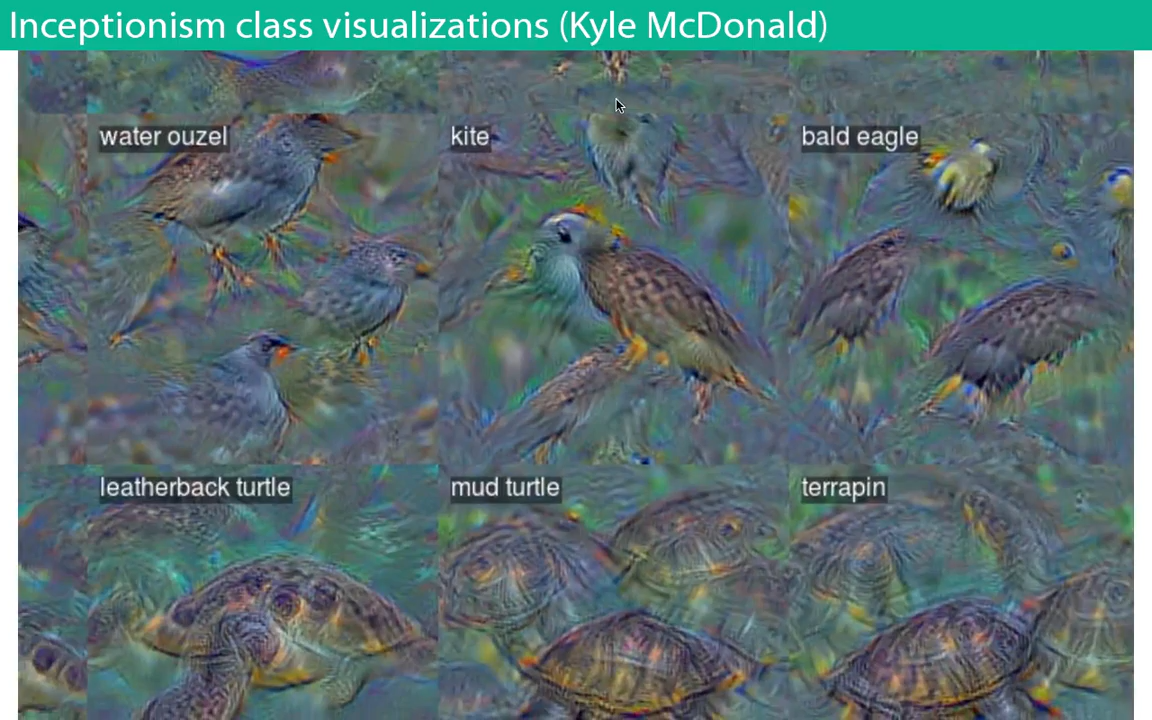 Inceptionism class visualizations (Kyle McDonald)
water ouzel
kite
bald eagle
leatherback turtle
mud turtle
terrapin